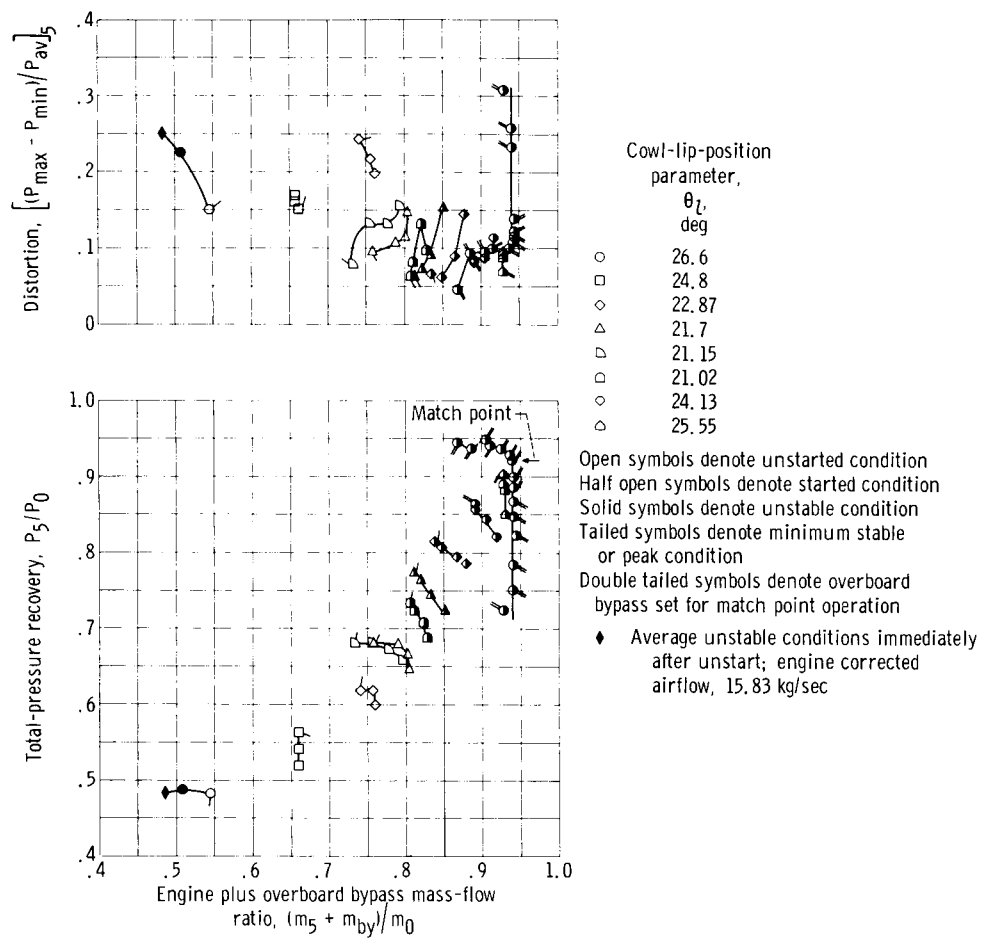 .4
.3
.2
.1
0
Distortion, [(P_max - P_min)/P_av]_5
1.0
.9
.8
.7
.6
.5
.4
Total-pressure recovery, P_5/P_0
Match point
.4 .5 .6 .7 .8 .9 1.0
Engine plus overboard bypass mass-flow
ratio, (m_5 + m_by)/m_0
Cowl-lip-position
parameter,
θ_l,
deg
26.6
24.8
22.87
21.7
21.15
21.02
24.13
25.55
Open symbols denote unstarted condition
Half open symbols denote started condition
Solid symbols denote unstable condition
Tailed symbols denote minimum stable
or peak condition
Double tailed symbols denote overboard
bypass set for match point operation
Average unstable conditions immediately
after unstart; engine corrected
airflow, 15.83 kg/sec